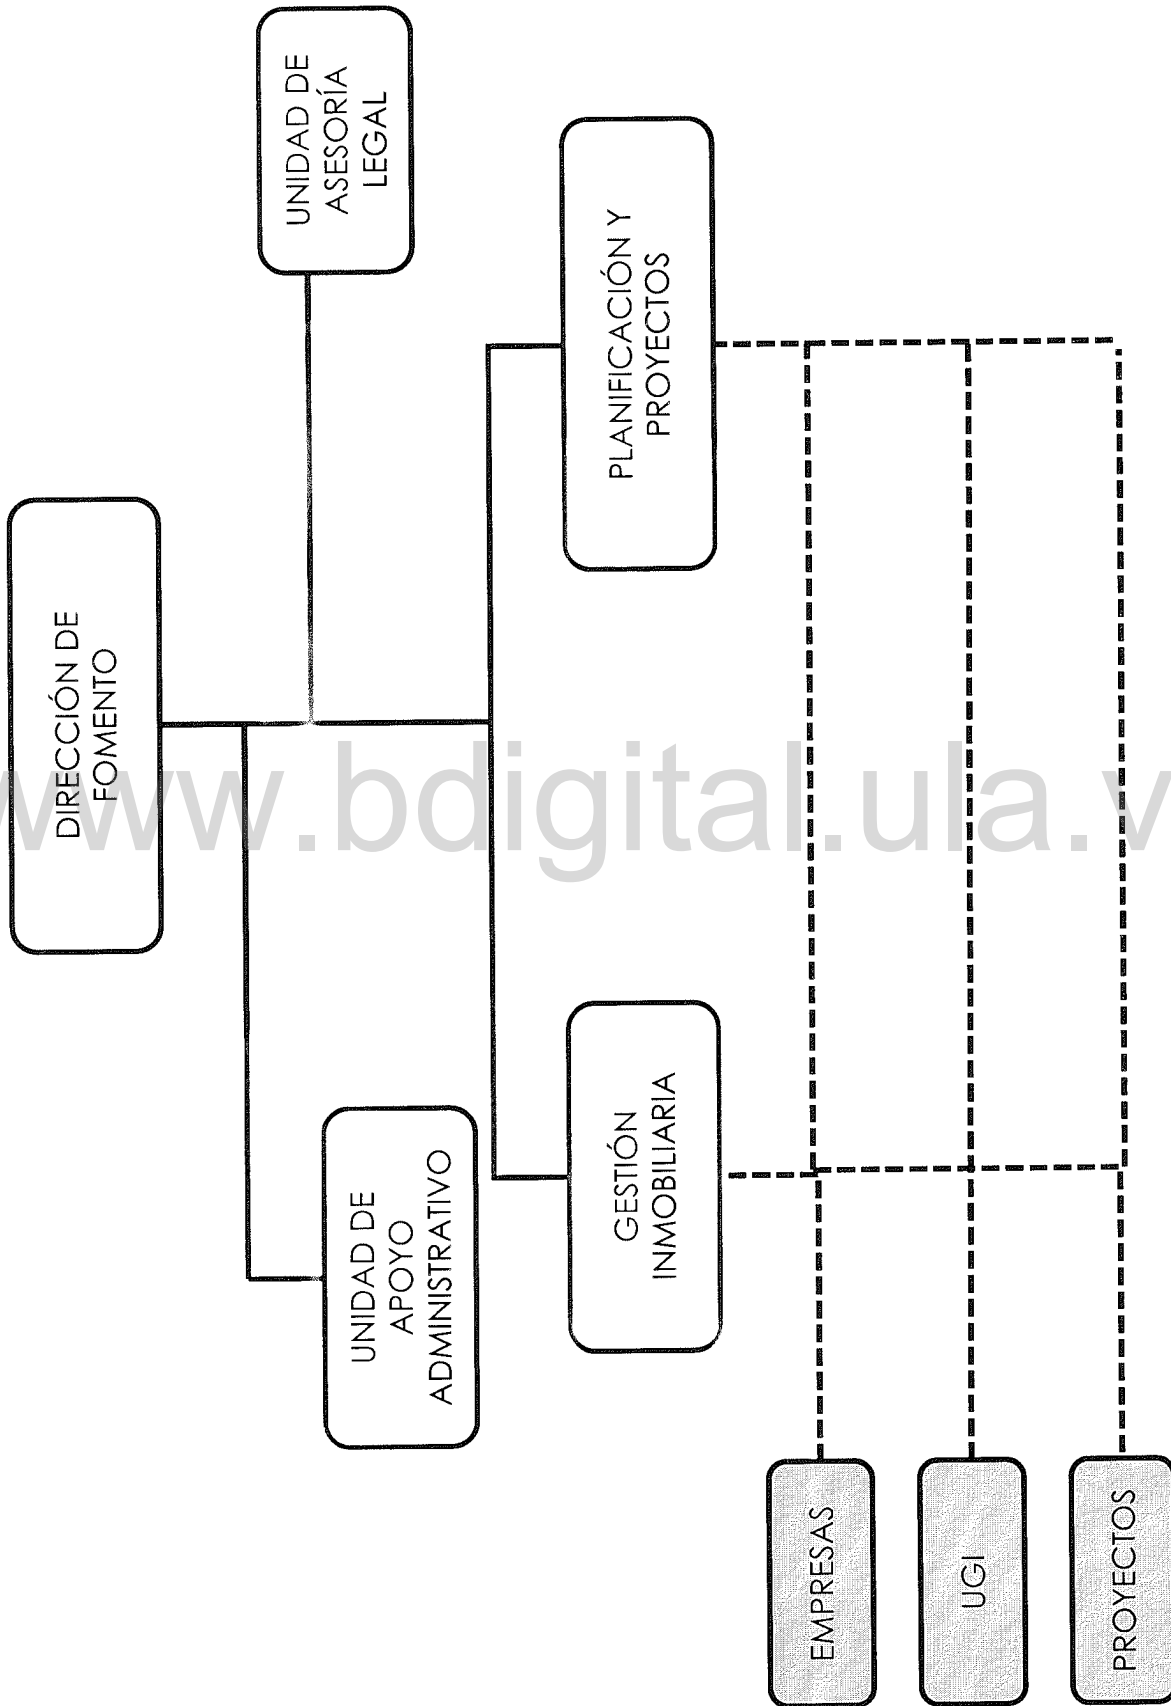 DIRECCIÓN DE
FOMENTO
UNIDAD DE
ASESORÍA
LEGAL
UNIDAD DE
APOYO
ADMINISTRATIVO
GESTIÓN
INMOBILIARIA
PLANIFICACIÓN Y
PROYECTOS
EMPRESAS
UGI
PROYECTOS
www.bdigital.ula.v